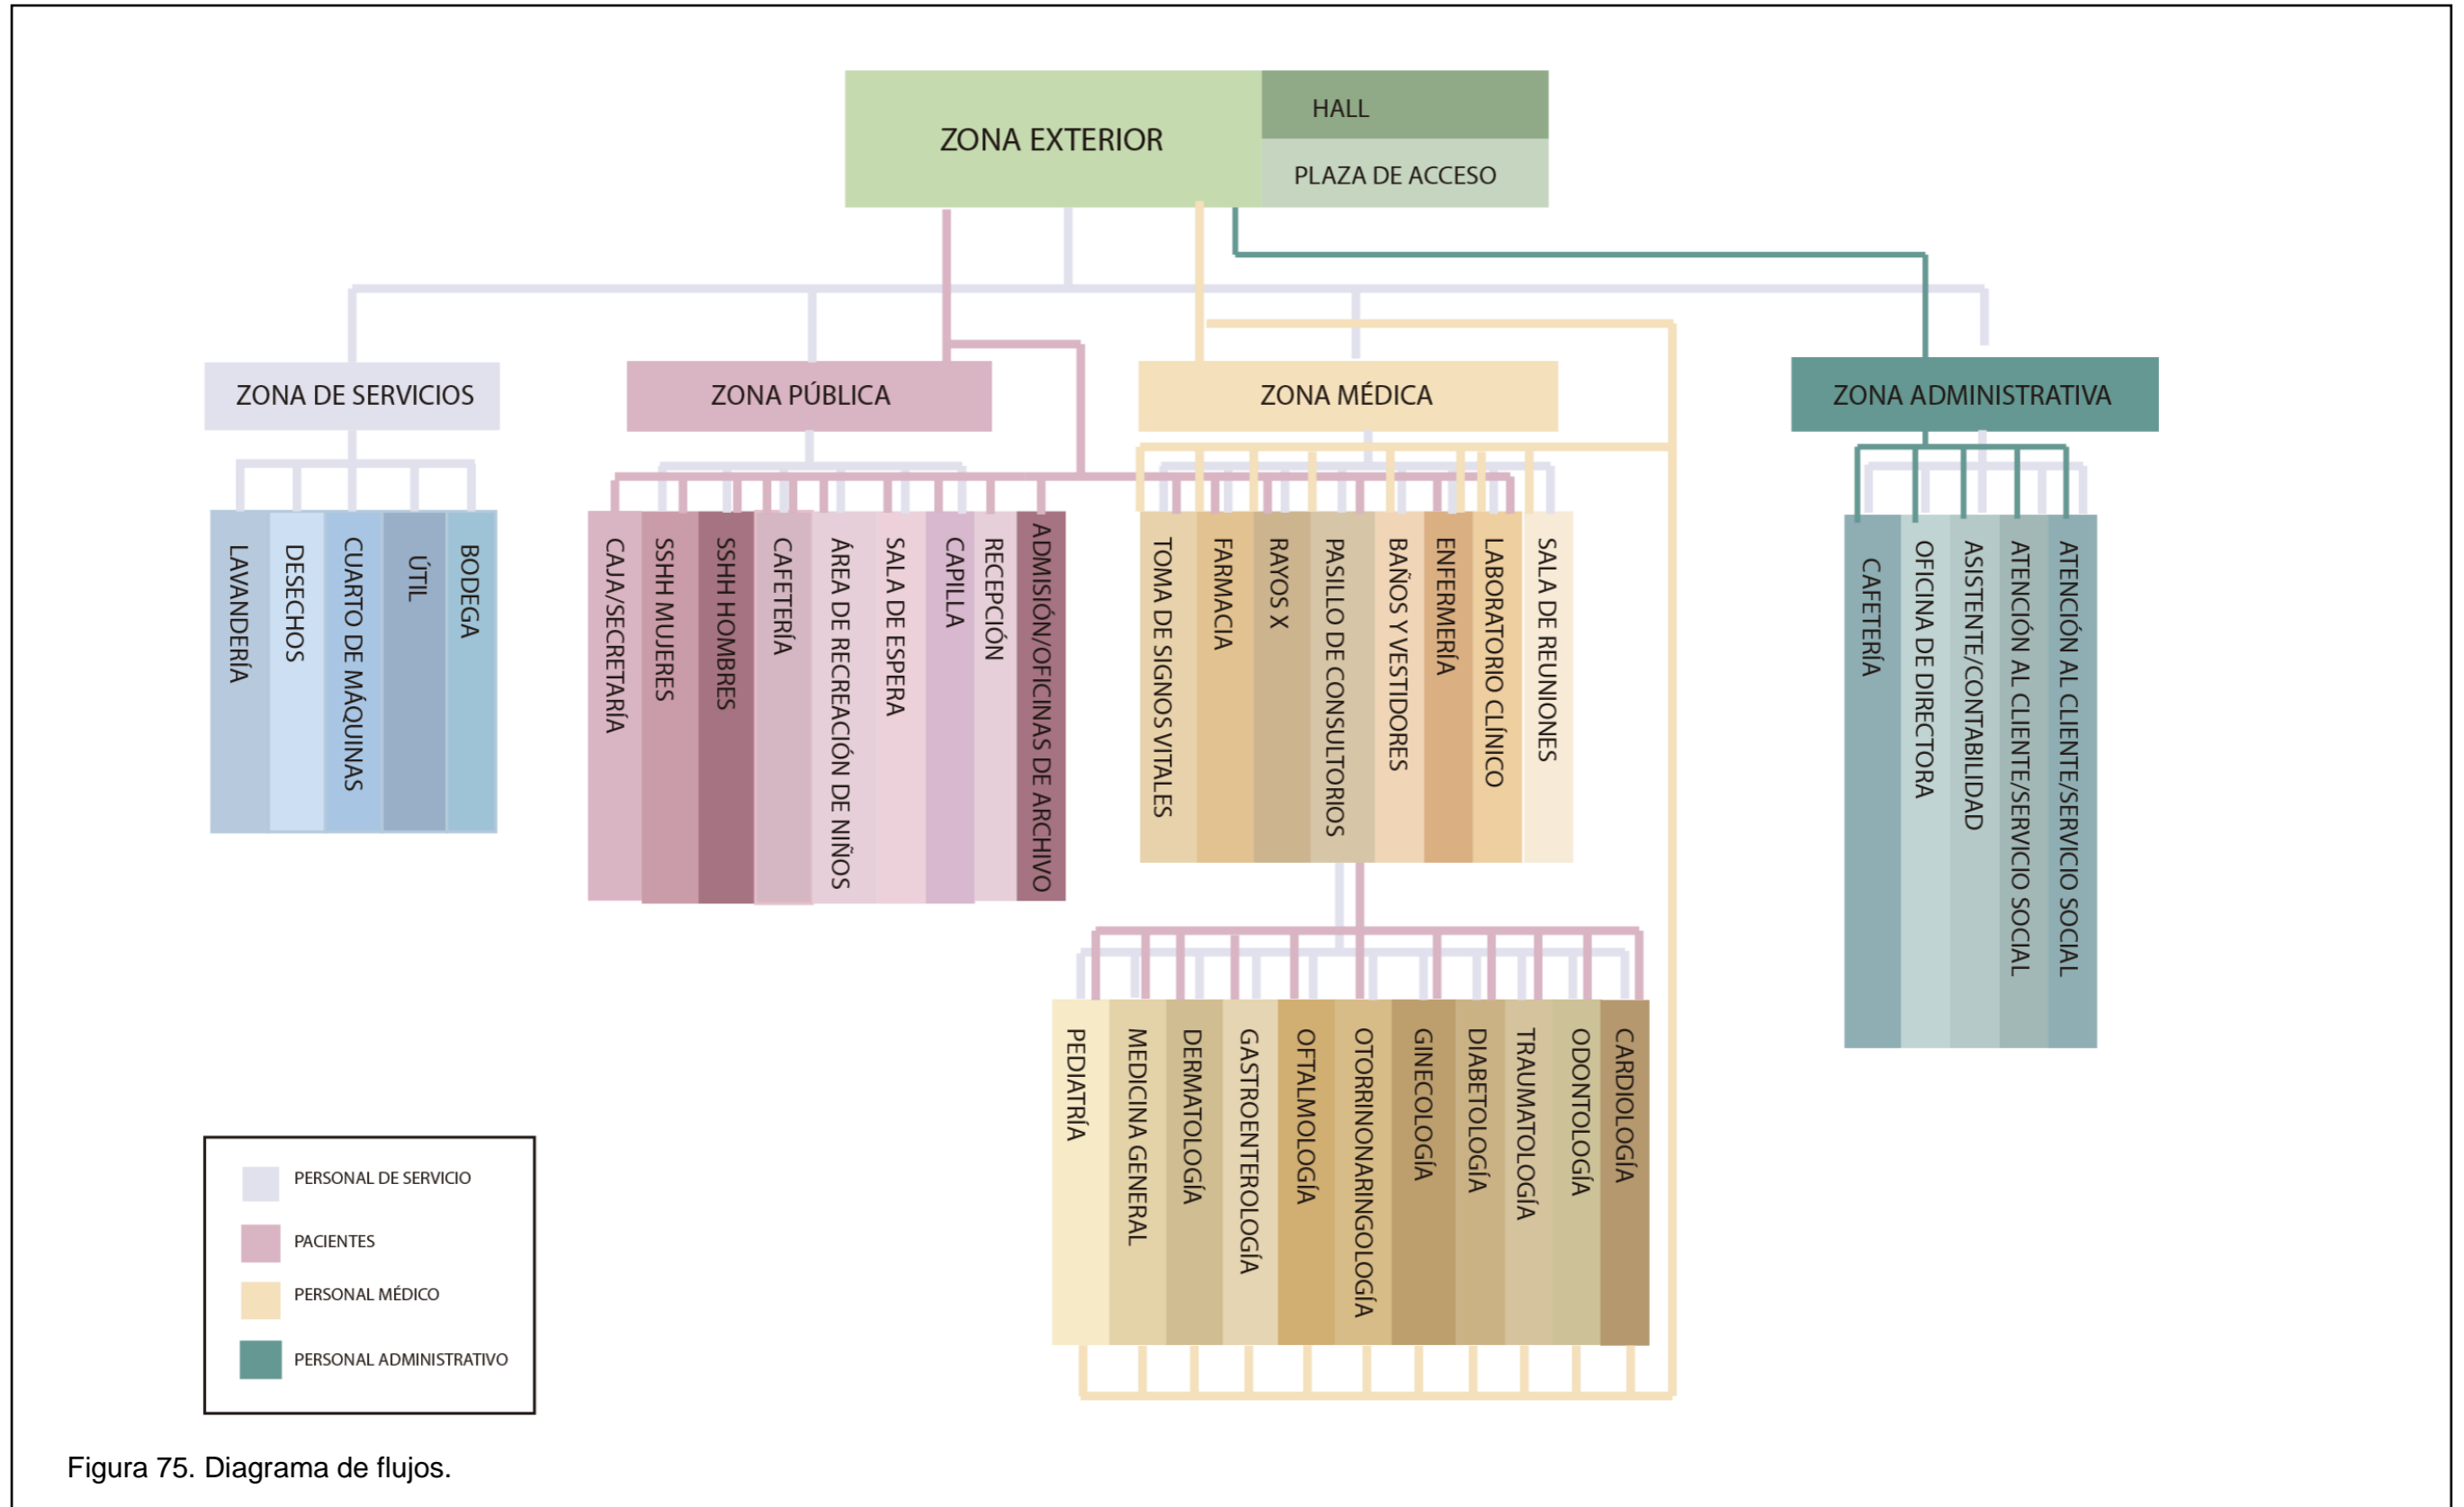 ZONA EXTERIOR
HALL
PLAZA DE ACCESO
ZONA DE SERVICIOS
ZONA PÚBLICA
ZONA MÉDICA
ZONA ADMINISTRATIVA
LAVANDERÍA
DESECHOS
CUARTO DE MÁQUINAS
ÚTIL
BODEGA
CAJA/SECRETARÍA
SSHH MUJERES
SSHH HOMBRES
CAFETERÍA
ÁREA DE RECREACIÓN DE NIÑOS
SALA DE ESPERA
CAPILLA
RECEPCIÓN
ADMISIÓN/OFICINAS DE ARCHIVO
TOMA DE SIGNOS VITALES
FARMACIA
RAYOS X
PASILLO DE CONSULTORIOS
BAÑOS Y VESTIDORES
ENFERMERÍA
LABORATORIO CLÍNICO
SALA DE REUNIONES
CAFETERÍA
OFICINA DE DIRECTORA
ASISTENTE/CONTABILIDAD
ATENCIÓN AL CLIENTE/SERVICIO SOCIAL
ATENCIÓN AL CLIENTE/SERVICIO SOCIAL
PEDIATRÍA
MEDICINA GENERAL
DERMATOLOGÍA
GASTROENTEROLOGÍA
OFTALMOLOGÍA
OTORRINONARINGOLOGÍA
GINECOLOGÍA
DIABETOLOGÍA
TRAUMATOLOGÍA
ODONTOLOGÍA
CARDIOLOGÍA
PERSONAL DE SERVICIO
PACIENTES
PERSONAL MÉDICO
PERSONAL ADMINISTRATIVO
Figura 75. Diagrama de flujos.